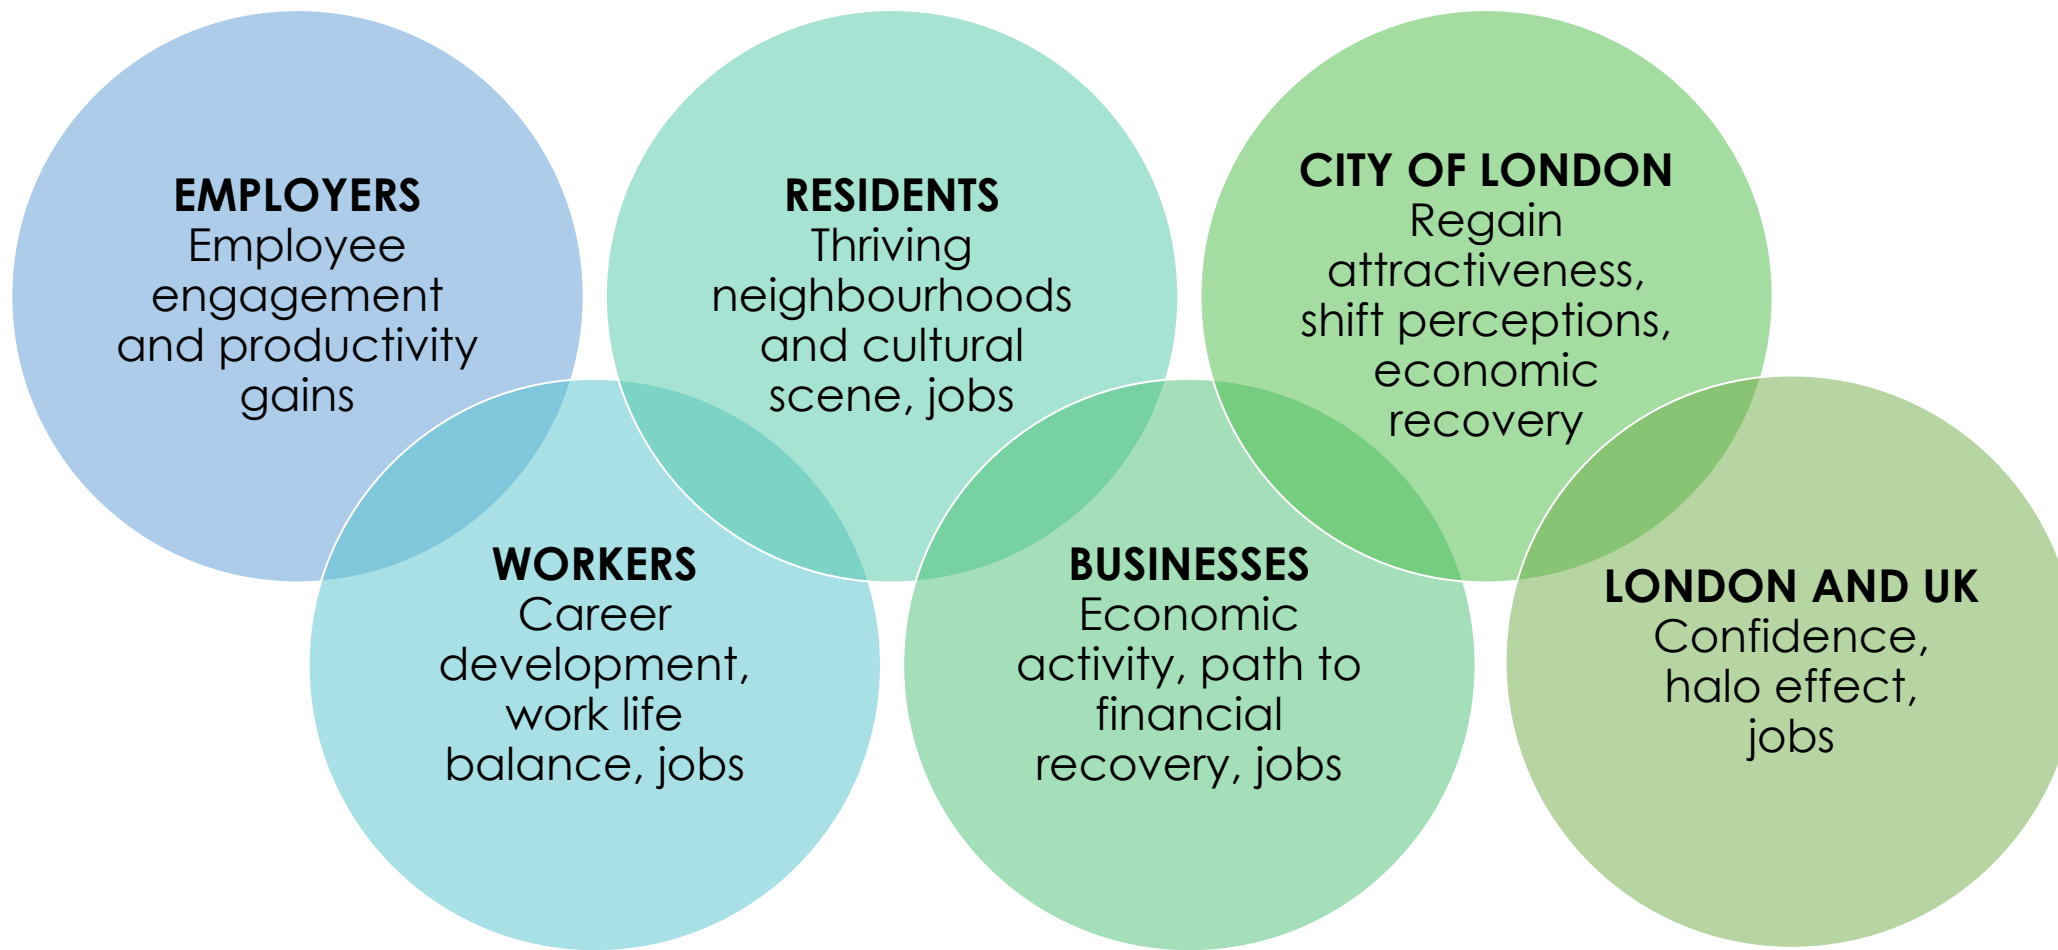 EMPLOYERS
Employee
engagement
and productivity
gains
WORKERS
Career
development,
work life
balance, jobs
RESIDENTS
Thriving
neighbourhoods
and cultural
scene, jobs
BUSINESSES
Economic
activity, path to
financial
recovery, jobs
CITY OF LONDON
Regain
attractiveness,
shift perceptions,
economic
recovery
LONDON AND UK
Confidence,
halo effect,
jobs